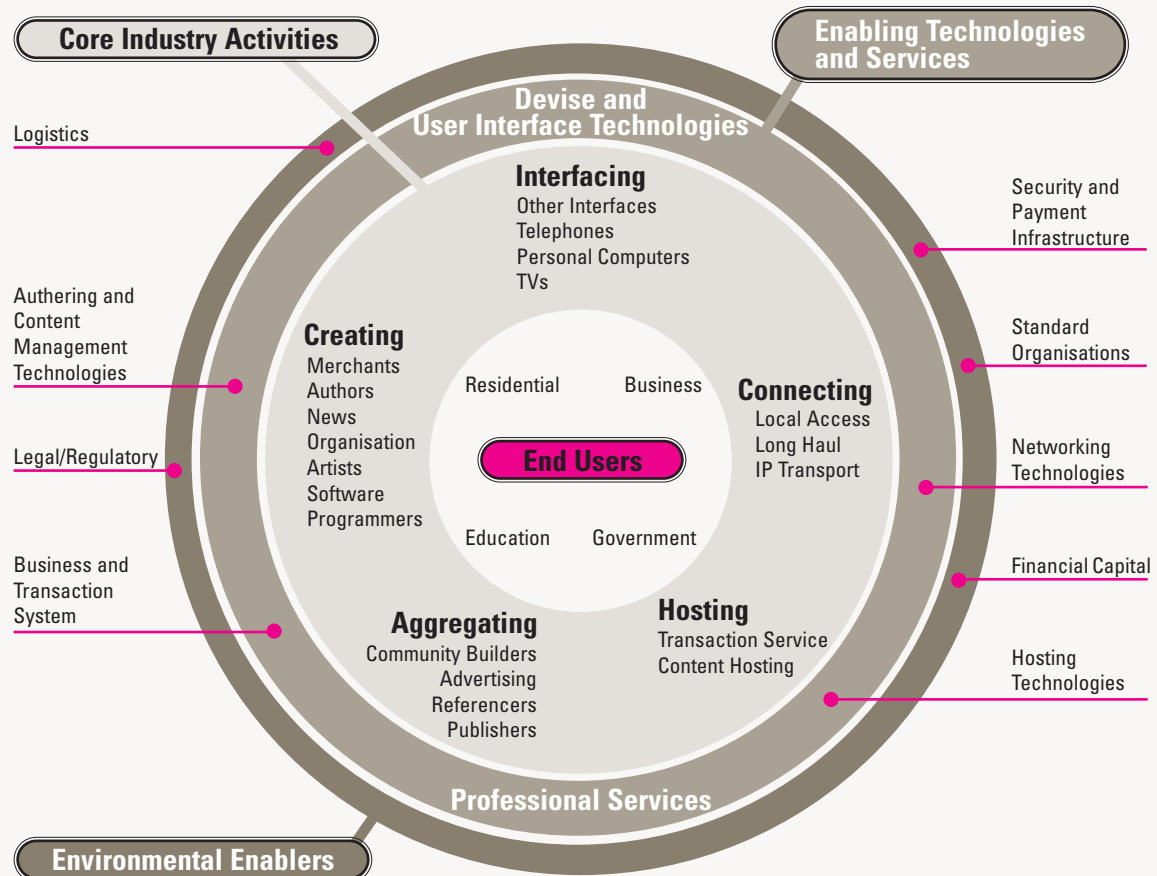 Core Industry Activities
Enabling Technologies
and Services
Devise and
User Interface Technologies
Logistics
Authering and
Content
Management
Technologies
Legal/Regulatory
Business and
Transaction
System
Interfacing
Other Interfaces
Telephones
Personal Computers
TVs
Creating
Merchants
Authors
News
Organisation
Artists
Software
Programmers
Residential
Business
End Users
Education
Government
Connecting
Local Access
Long Haul
IP Transport
Aggregating
Community Builders
Advertising
Referencers
Publishers
Hosting
Transaction Service
Content Hosting
Security and
Payment
Infrastructure
Standard
Organisations
Networking
Technologies
Financial Capital
Hosting
Technologies
Professional Services
Environmental Enablers